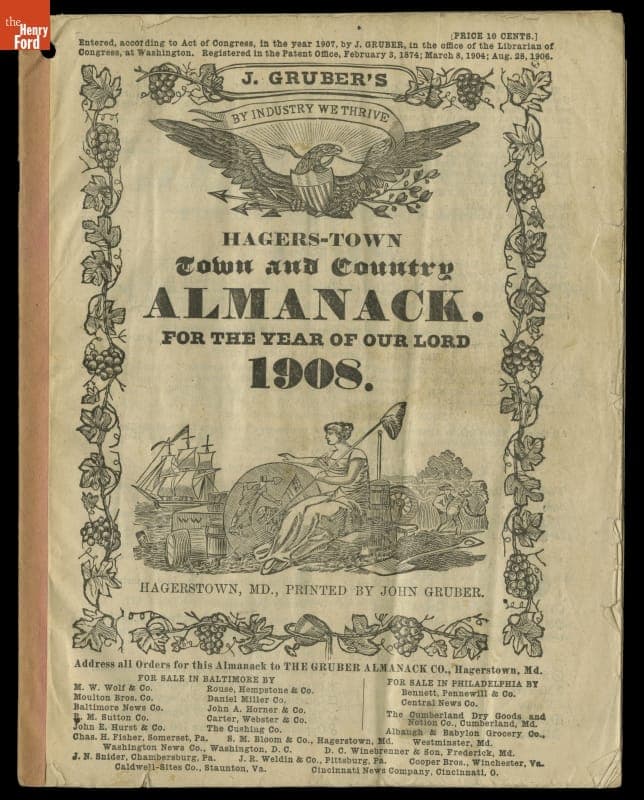 the
Henry
Ford
[PRICE 10 CENTS.]
Entered, according to Act of Congress, in the year 1907, by J. GRUBER, in the office of the Librarian of
Congress, at Washington. Registered in the Patent Office, February 3, 1874; March 8, 1904; Aug. 28, 1906.
J. GRUBER'S
BY INDUSTRY WE THRIVE
HAGERS-TOWN
Town and Country
ALMANACK.
FOR THE YEAR OF OUR LORD
1908.
HAGERSTOWN, MD., PRINTED BY JOHN GRUBER.
Address all Orders for this Almanack to THE GRUBER ALMANACK CO., Hagerstown, Md.
FOR SALE IN BALTIMORE BY
M. W. Wolf & Co.
Moulton Bros. Co.
Baltimore News Co.
R. M. Sutton Co.
John E. Hurst & Co.
Rouse, Hempstone & Co.
Daniel Miller Co.
John A. Horner & Co.
Carter, Webster & Co.
The Cushing Co.
FOR SALE IN PHILADELPHIA BY
Bennett, Pennewill & Co.
Central News Co.
The Cumberland Dry Goods and
Notion Co., Cumberland, Md.
Albaugh & Babylon Grocery Co.,
Westminster, Md.
Chas. H. Fisher, Somerset, Pa. S. M. Bloom & Co., Hagerstown, Md.
Washington News Co., Washington, D. C. D. C. Winebrenner & Son, Frederick, Md.
J. N. Snider, Chambersburg, Pa. J. R. Weldin & Co., Pittsburg, Pa. Cooper Bros., Winchester, Va.
Caldwell-Sites Co., Staunton, Va. Cincinnati News Company, Cincinnati, O.